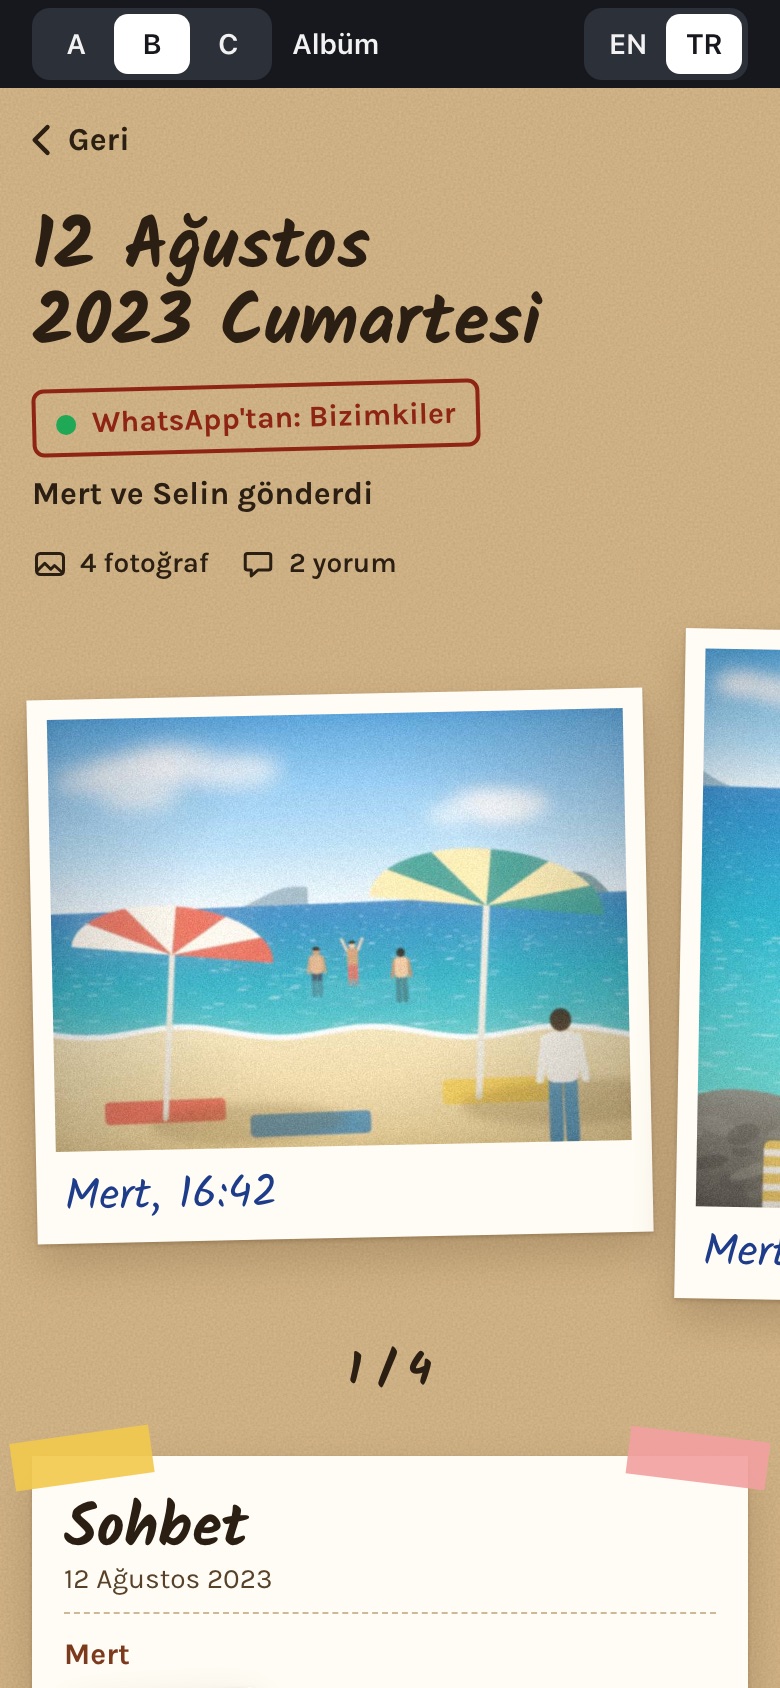 A B C Albüm EN TR
Geri
12 Ağustos
2023 Cumartesi
WhatsApp'tan: Bizimkiler
Mert ve Selin gönderdi
4 fotoğraf 2 yorum
Mert, 16:42
Mert
1 / 4
Sohbet
12 Ağustos 2023
Mert